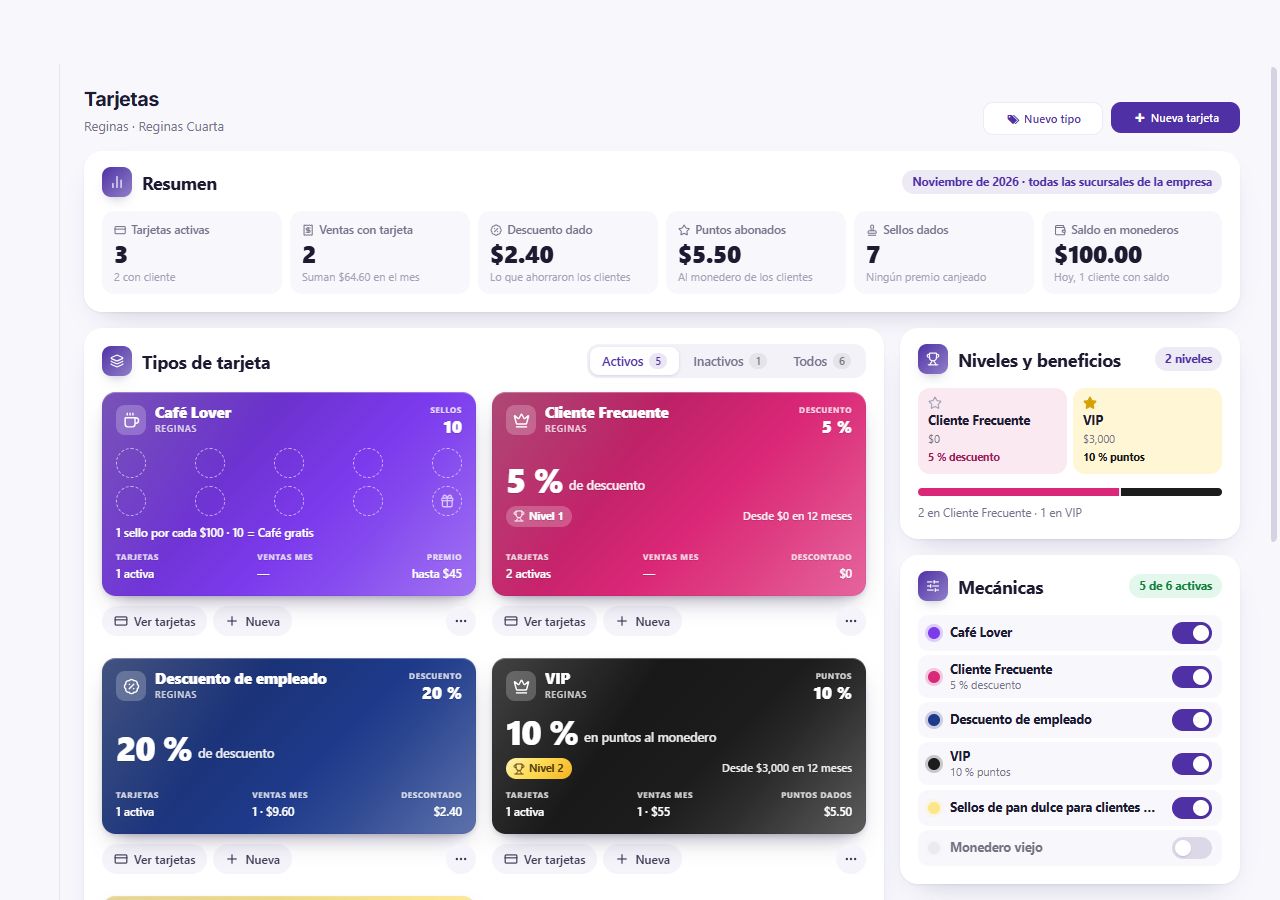 Tarjetas
Reginas · Reginas Cuarta
Nuevo tipo
Nueva tarjeta
Resumen
Noviembre de 2026 · todas las sucursales de la empresa
Tarjetas activas
3
2 con cliente
Ventas con tarjeta
2
Suman $64.60 en el mes
Descuento dado
$2.40
Lo que ahorraron los clientes
Puntos abonados
$5.50
Al monedero de los clientes
Sellos dados
7
Ningún premio canjeado
Saldo en monederos
$100.00
Hoy, 1 cliente con saldo
Tipos de tarjeta
Activos 5
Inactivos 1
Todos 6
Café Lover
REGINAS
SELLOS
10
1 sello por cada $100 · 10 = Café gratis
TARJETAS
1 activa
VENTAS MES
—
PREMIO
hasta $45
Ver tarjetas
Nueva
Cliente Frecuente
REGINAS
DESCUENTO
5 %
5 % de descuento
Nivel 1
Desde $0 en 12 meses
TARJETAS
2 activas
VENTAS MES
—
DESCONTADO
$0
Ver tarjetas
Nueva
Descuento de empleado
REGINAS
DESCUENTO
20 %
20 % de descuento
TARJETAS
1 activa
VENTAS MES
1 · $9.60
DESCONTADO
$2.40
Ver tarjetas
Nueva
VIP
REGINAS
PUNTOS
10 %
10 % en puntos al monedero
Nivel 2
Desde $3,000 en 12 meses
TARJETAS
1 activa
VENTAS MES
1 · $55
PUNTOS DADOS
$5.50
Ver tarjetas
Nueva
Niveles y beneficios
2 niveles
Cliente Frecuente
$0
5 % descuento
VIP
$3,000
10 % puntos
2 en Cliente Frecuente · 1 en VIP
Mecánicas
5 de 6 activas
Café Lover
Cliente Frecuente
5 % descuento
Descuento de empleado
VIP
10 % puntos
Sellos de pan dulce para clientes ...
Monedero viejo